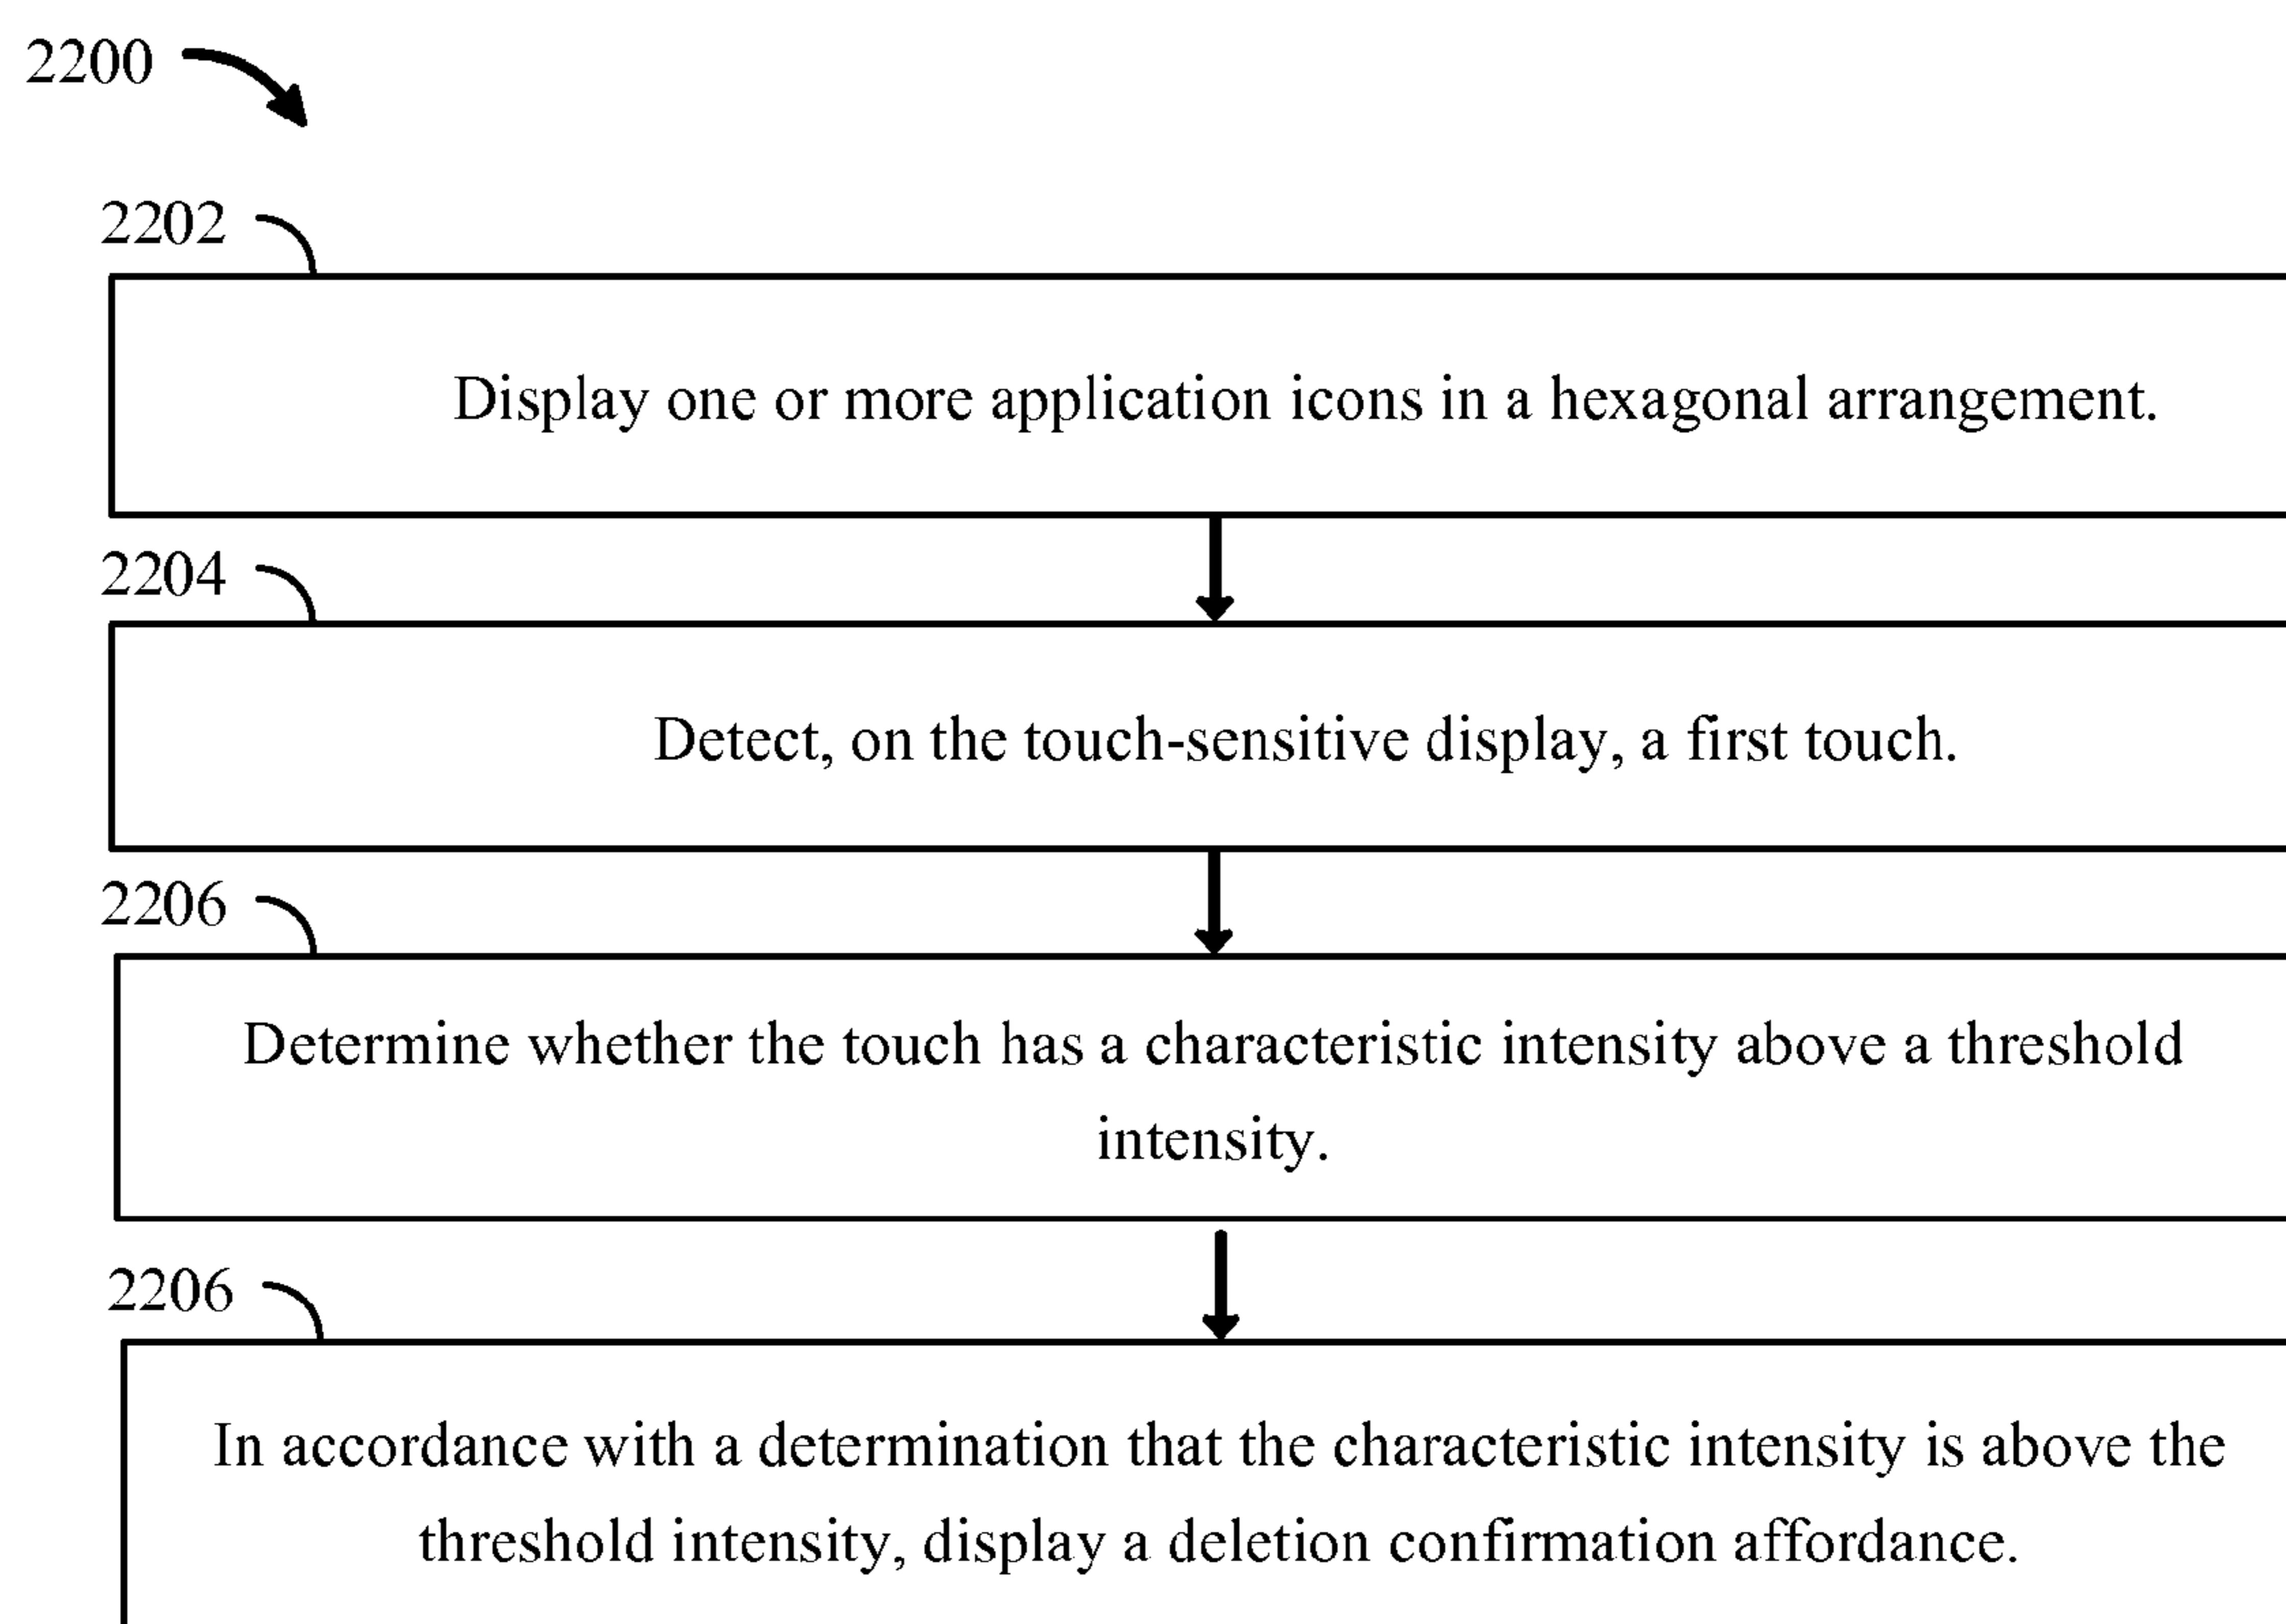 2200
2202
Display one or more application icons in a hexagonal arrangement.
2204
Detect, on the touch-sensitive display, a first touch.
2206
Determine whether the touch has a characteristic intensity above a threshold
intensity.
2206
In accordance with a determination that the characteristic intensity is above the
threshold intensity, display a deletion confirmation affordance.